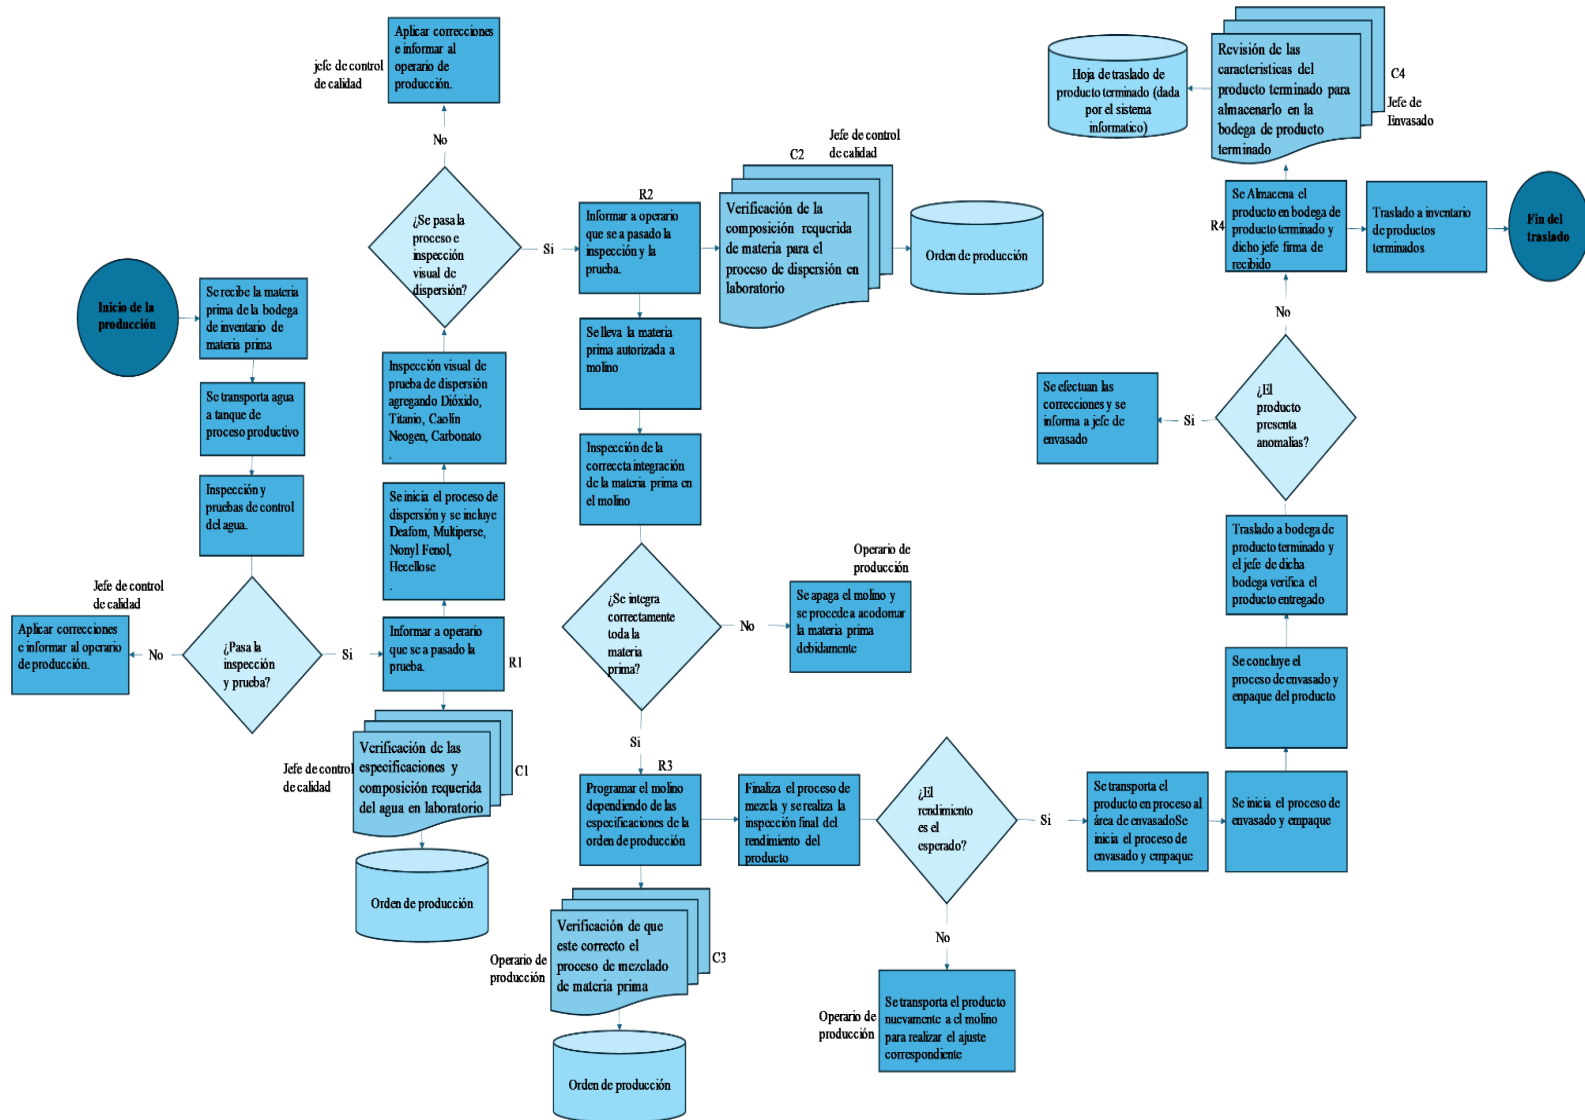 Inicio de la
producción
Se recibe la materia
prima de la bodega
de inventario de
materia prima
Se transporta agua
a tanque de
proceso productivo
Inspección y
pruebas de control
del agua.
¿Pasa la
inspección
y prueba?
No
Jefe de control
de calidad
Aplicar correcciones
e informar al operario
de producción.
Si
Informar a operario
que se a pasado la
prueba.
R1
Verificación de las
especificaciones y
composición requerida
del agua en laboratorio
C1
Jefe de control
de calidad
Orden de producción
Se inicia el proceso de
dispersión y se incluye
Deafom, Multiperse,
Nonyl Fenol,
Hecellose
.
Inspección visual de
prueba de dispersión
agregando Dióxido,
Titanio, Caolín
Neogen, Carbonato
.
¿Se pasa la
proceso e
inspección
visual de
dispersión?
No
jefe de control
de calidad
Aplicar correcciones
e informar al
operario de
producción.
Si
R2
Informar a operario
que se a pasado la
inspección y la
prueba.
C2
Jefe de control
de calidad
Verificación de la
composición requerida
de materia para el
proceso de dispersión en
laboratorio
Orden de producción
Se lleva la materia
prima autorizada a
molino
Inspección de la
correccta integración
de la materia prima en
el molino
¿Se integra
correctamente
toda la
materia
prima?
No
Operario de
producción
Se apaga el molino y
se procede a acodomar
la materia prima
debidamente
Si
R3
Programar el molino
dependiendo de las
especificaciones de la
orden de producción
Verificación de que
este correcto el
proceso de mezclado
de materia prima
C3
Operario de
producción
Orden de producción
Finaliza el proceso de
mezcla y se realiza la
inspección final del
rendimiento del
producto
¿El
rendimiento
es el
esperado?
No
Operario de
producción
Se transporta el producto
nuevamente a el molino
para realizar el ajuste
correspondiente
Si
Se transporta el
producto en proceso al
área de envasadoSe
inicia el proceso de
envasado y empaque
Se inicia el proceso de
envasado y empaque
Se concluye el
proceso de envasado y
enpaque del producto
Traslado a bodega de
producto terminado y
el jefe de dicha
bodega verifica el
producto entregado
¿El
producto
presenta
anomalias?
Si
Se efectuan las
correcciones y se
informa a jefe de
envasado
No
R4
Se Almacena el
producto en bodega de
producto terminado y
dicho jefe firma de
recibido
Revisión de las
caracteristicas del
producto terminado para
almacenarlo en la
bodega de producto
terminado
C4
Jefe de
Envasado
Hoja de traslado de
producto terminado (dada
por el sistema
informatico)
Traslado a inventario
de productos
terminados
Fin del
traslado